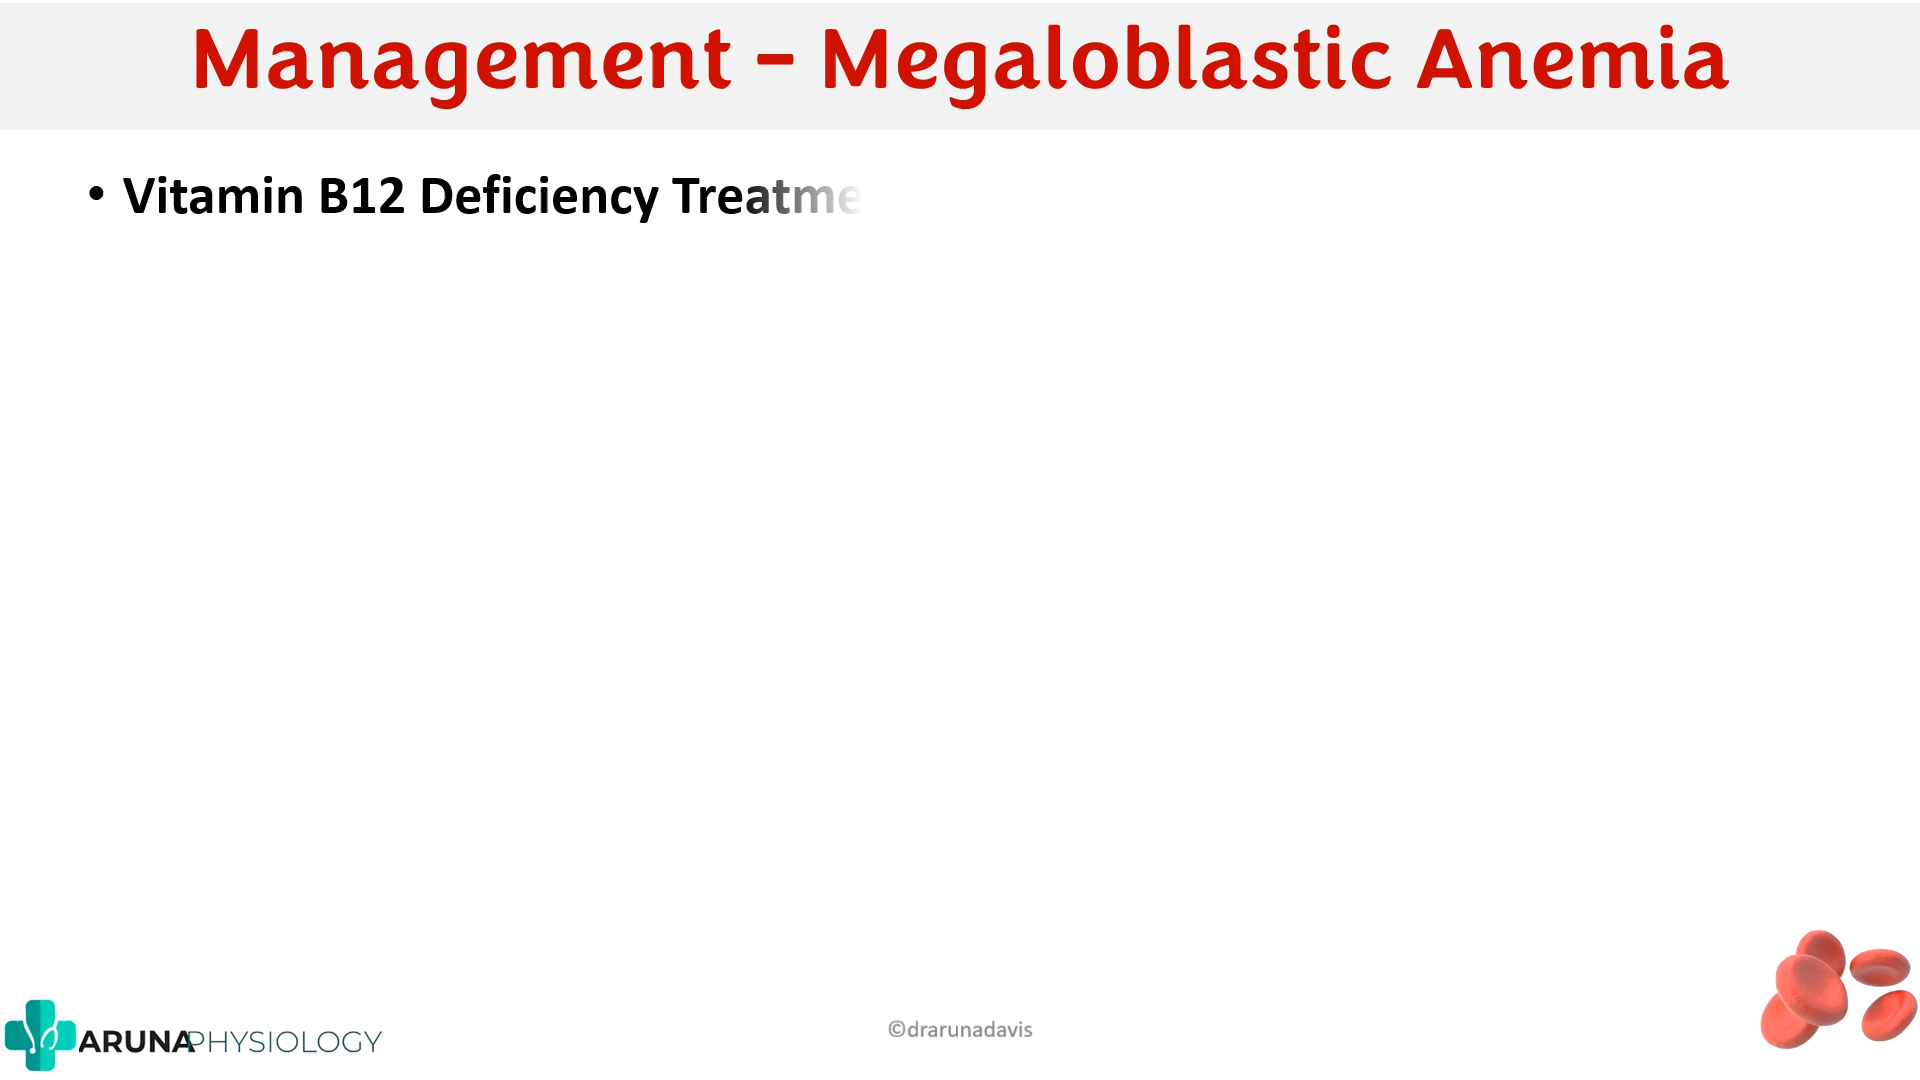 Management - Megaloblastic Anemia
• Vitamin B12 Deficiency Treatme
ARUNAPHYSIOLOGY
©drarunadavis